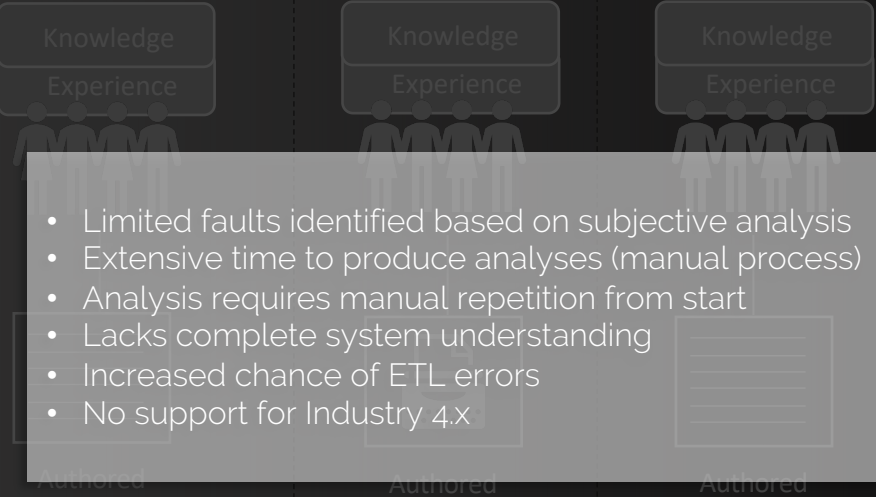 Knowledge Knowledge Knowledge
Experience Experience Experience
• Limited faults identified based on subjective analysis
• Extensive time to produce analyses (manual process)
• Analysis requires manual repetition from start
• Lacks complete system understanding
• Increased chance of ETL errors
• No support for Industry 4.x
Authored Authored Authored